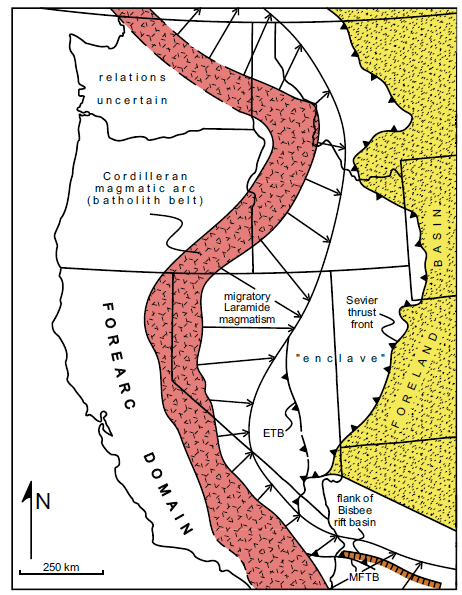 relations
uncertain
Cordilleran
magmatic arc
(batholith belt)
BASIN
migratory
Laramide
magmatism
Sevier
thrust
front
FOREARC
"enclave"
FORELAND
ETB
DOMAIN
N
flank of
Bisbee
rift basin
250 km
MFTB